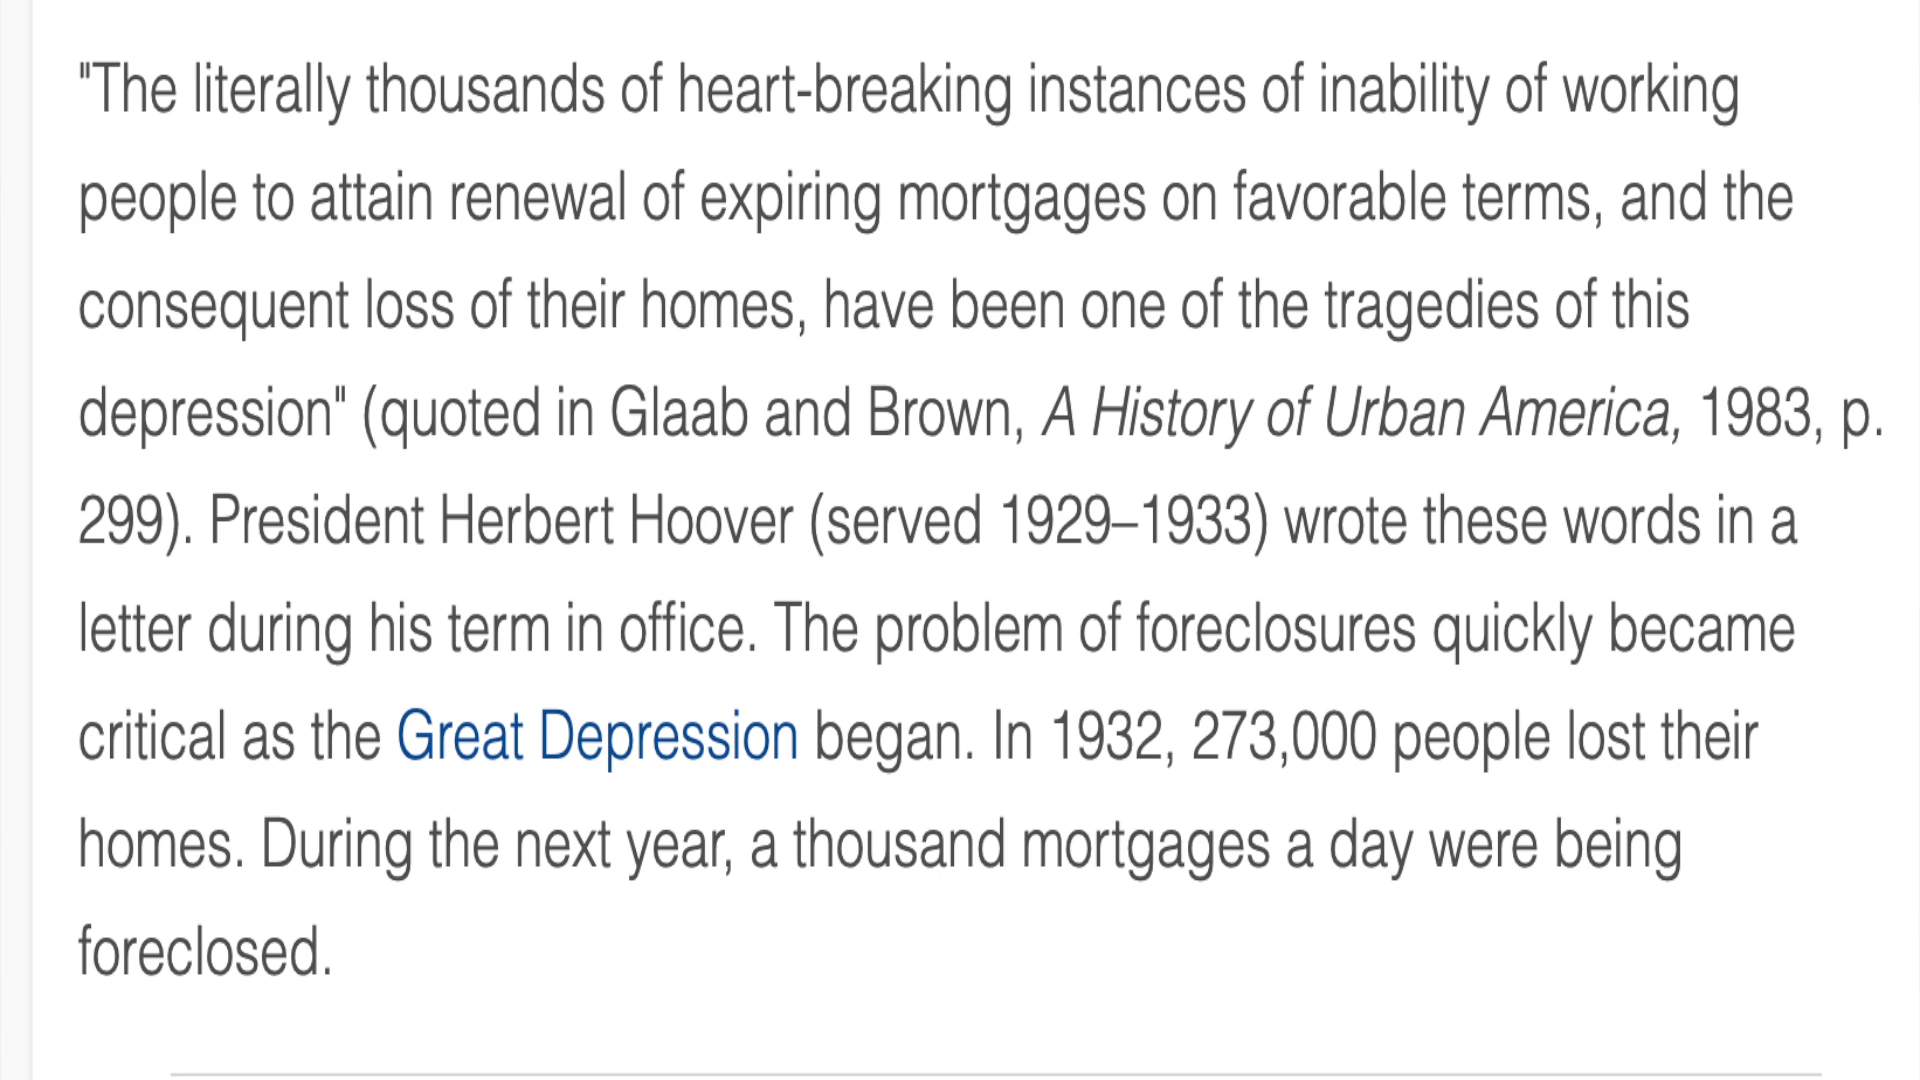 "The literally thousands of heart-breaking instances of inability of working
people to attain renewal of expiring mortgages on favorable terms, and the
consequent loss of their homes, have been one of the tragedies of this
depression" (quoted in Glaab and Brown, A History of Urban America, 1983, p.
299). President Herbert Hoover (served 1929–1933) wrote these words in a
letter during his term in office. The problem of foreclosures quickly became
critical as the Great Depression began. In 1932, 273,000 people lost their
homes. During the next year, a thousand mortgages a day were being
foreclosed.